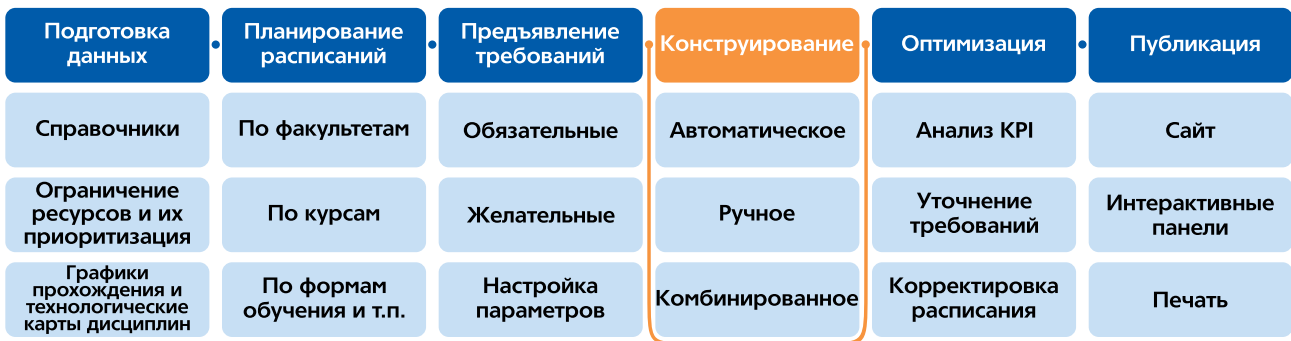 Подготовка
данных
Планирование
расписаний
Предъявление
требований
Конструирование
Оптимизация
Публикация
Справочники
По факультетам
Обязательные
Автоматическое
Анализ KPI
Сайт
Ограничение
ресурсов и их
приоритизация
По курсам
Желательные
Ручное
Уточнение
требований
Интерактивные
панели
Графики
прохождения и
технологические
карты дисциплин
По формам
обучения и т.п.
Настройка
параметров
Комбинированное
Корректировка
расписания
Печать